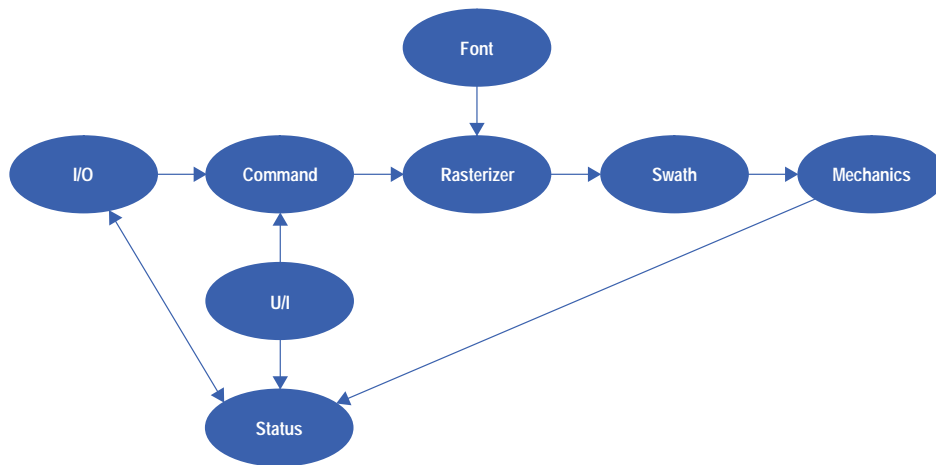 Font
I/O
Command
Rasterizer
Swath
Mechanics
U/I
Status